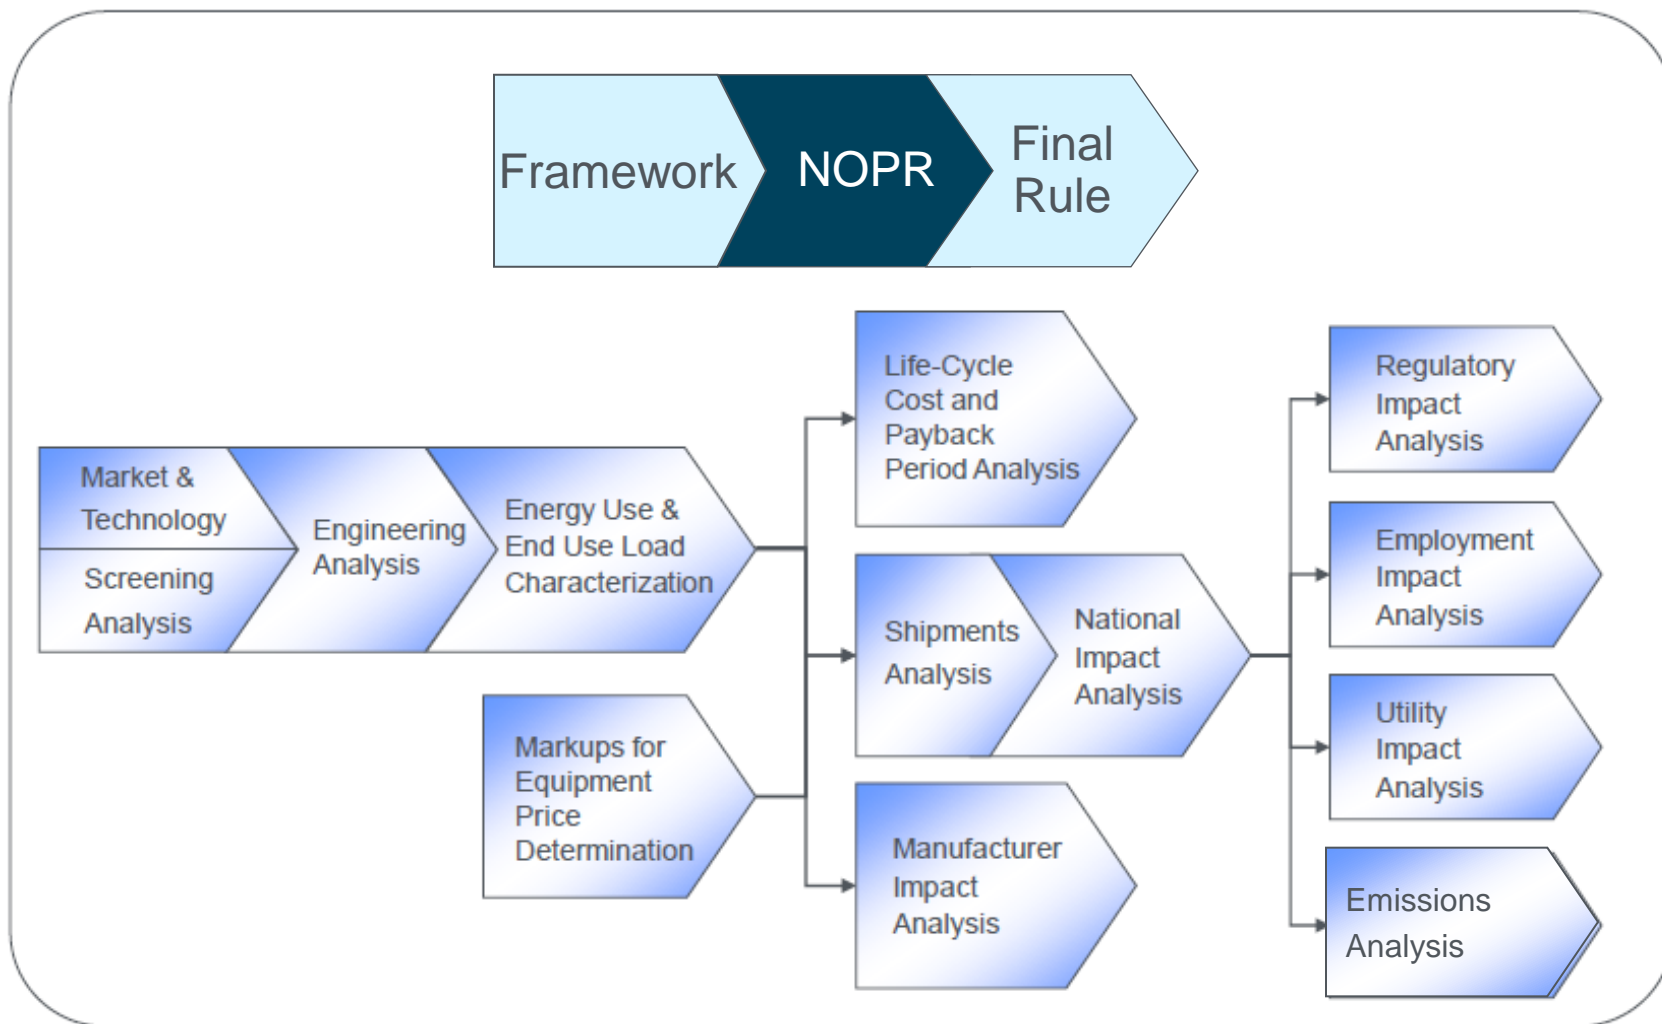 Framework
NOPR
Final
Rule
Market &
Technology
Screening
Analysis
Engineering
Analysis
Energy Use &
End Use Load
Characterization
Markups for
Equipment
Price
Determination
Life-Cycle
Cost and
Payback
Period Analysis
Shipments
Analysis
National
Impact
Analysis
Manufacturer
Impact
Analysis
Regulatory
Impact
Analysis
Employment
Impact
Analysis
Utility
Impact
Analysis
Emissions
Analysis